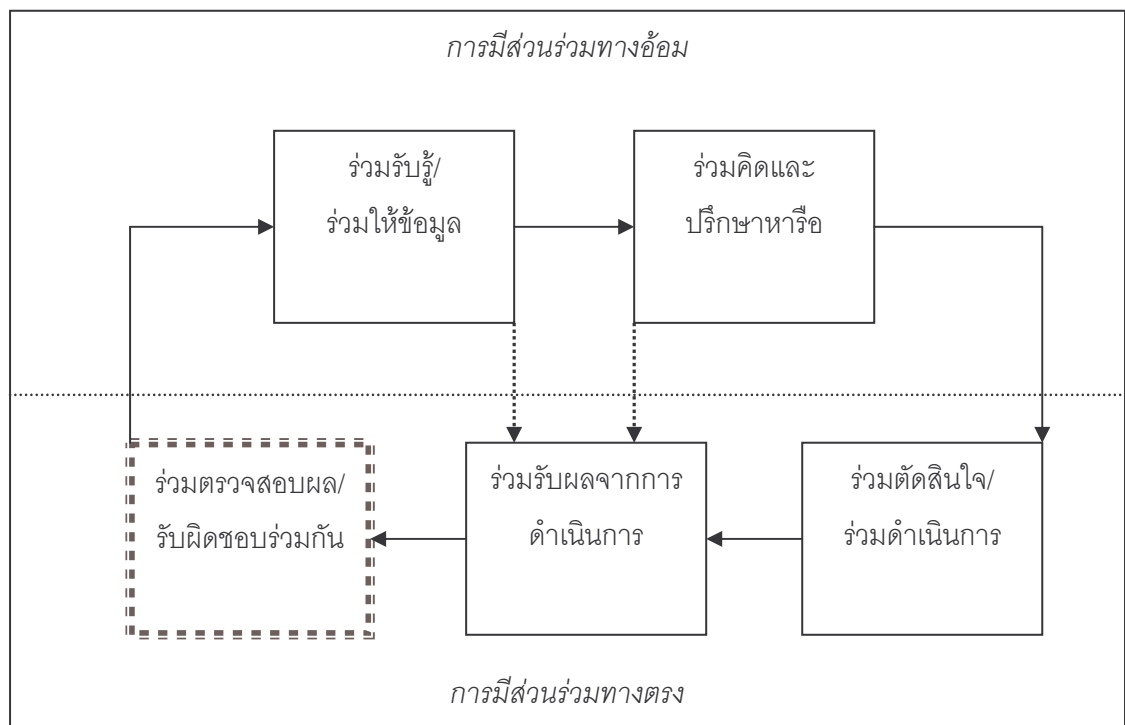 การมีส่วนร่วมทางอ้อม
ร่วมรับรู้/
ร่วมให้ข้อมูล
ร่วมคิดและ
ปรึกษาหารือ
ร่วมตรวจสอบผล/
รับผิดชอบร่วมกัน
ร่วมรับผลจากการ
ดำเนินการ
ร่วมตัดสินใจ/
ร่วมดำเนินการ
การมีส่วนร่วมทางตรง